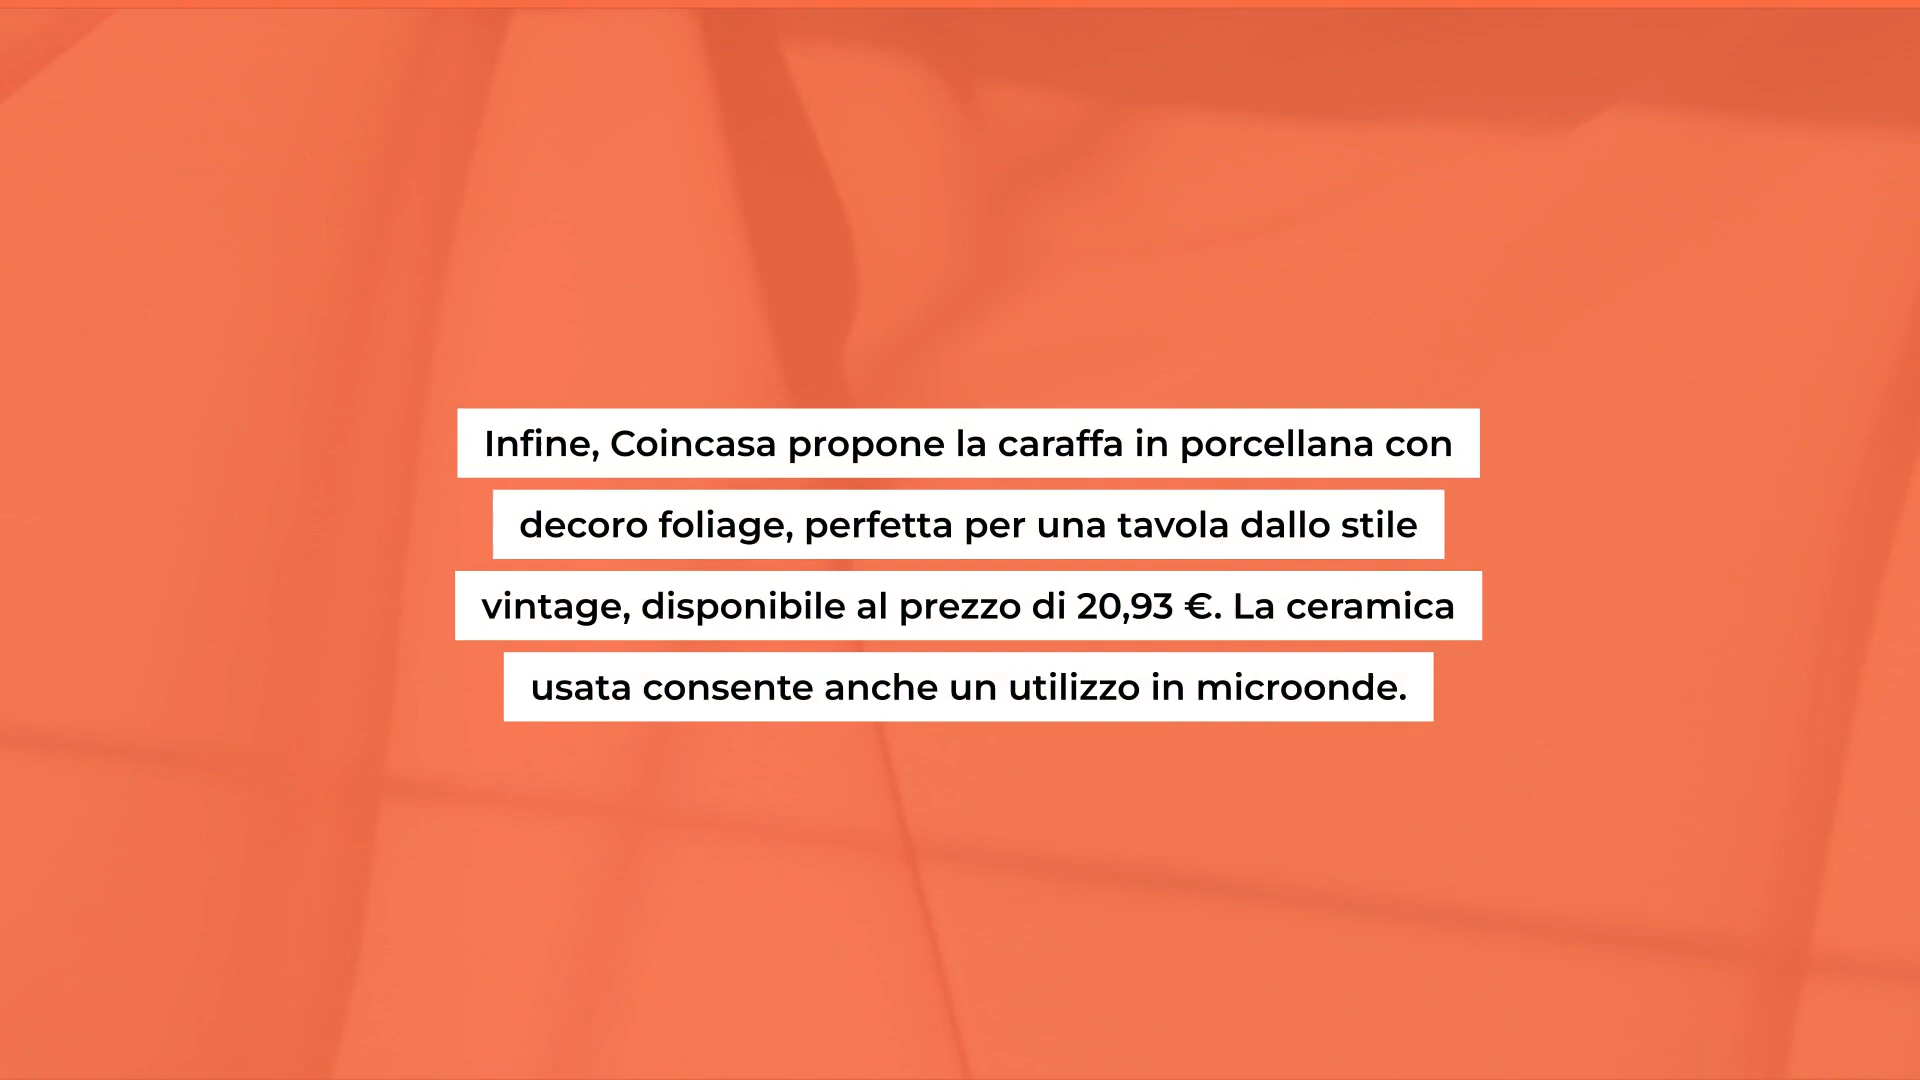 Infine, Coincasa propone la caraffa in porcellana con
decoro foliage, perfetta per una tavola dallo stile
vintage, disponibile al prezzo di 20,93 €. La ceramica
usata consente anche un utilizzo in microonde.